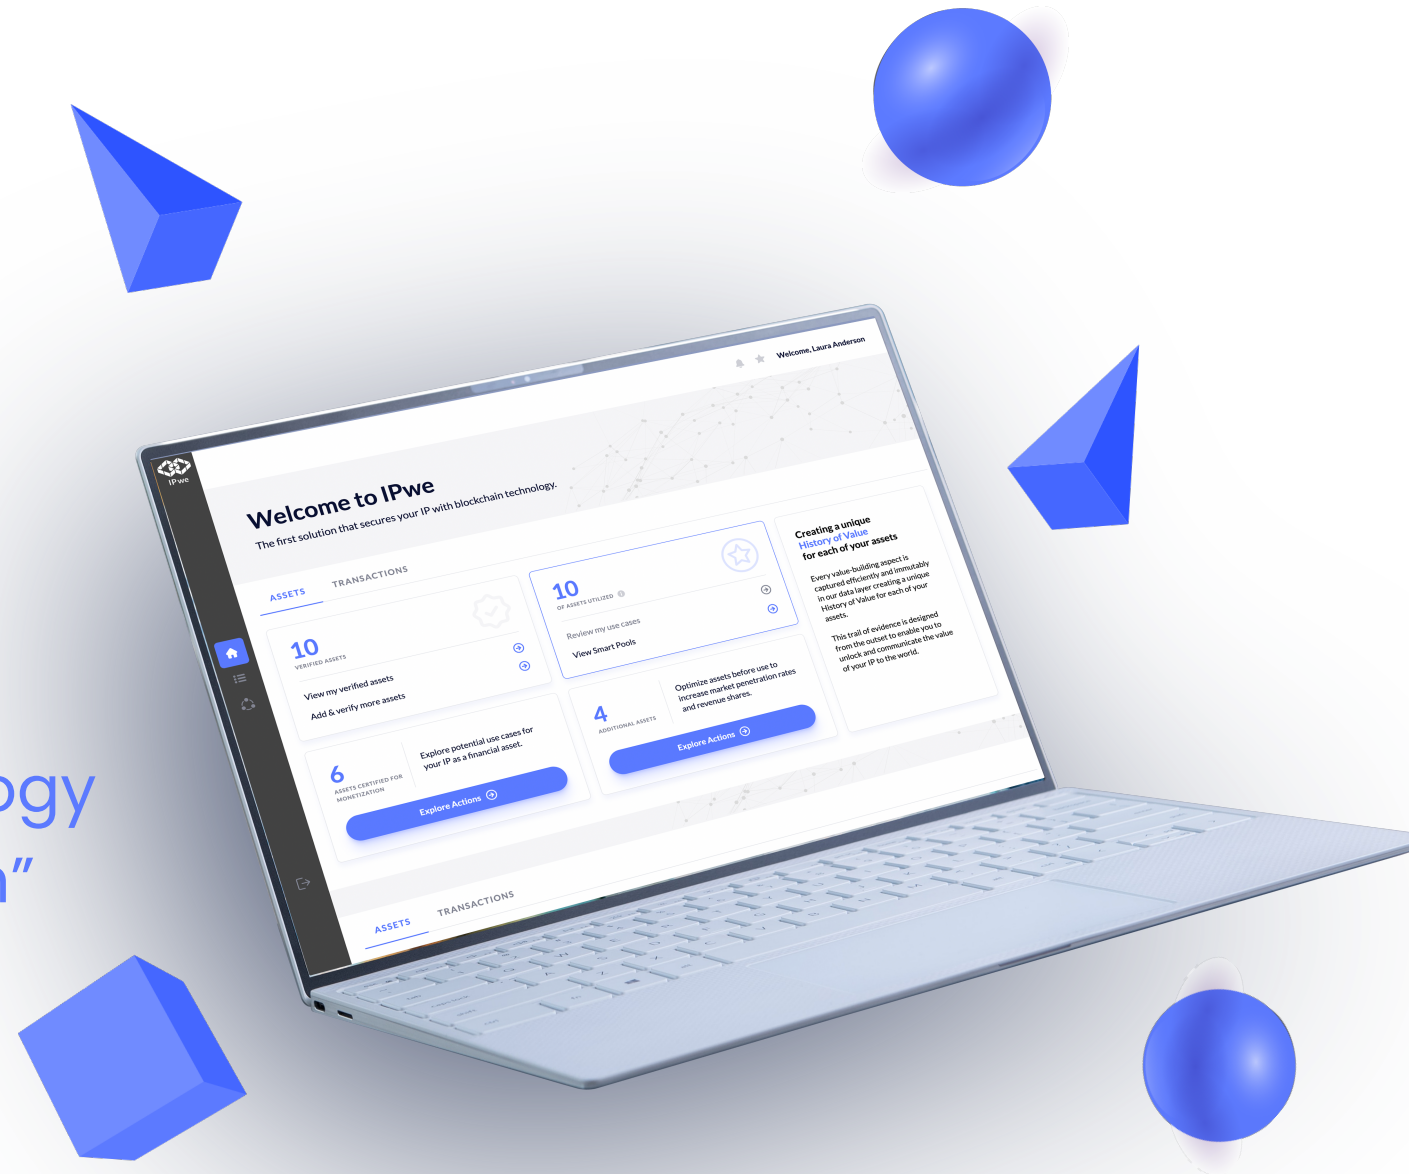 ogy
"
IPwe
Welcome, Laura Anderson
Welcome to IPwe
The first solution that secures your IP with blockchain technology.
ASSETS
TRANSACTIONS
10
VERIFIED ASSETS
View my verified assets
Add & verify more assets
10
OF ASSETS UTILIZED
Review my use cases
View Smart Pools
6
ASSETS CERTIFIED FOR
MONETIZATION
Explore potential use cases for
your IP as a financial asset.
Explore Actions
4
ADDITIONAL ASSETS
Optimize assets before use to
increase market penetration rates
and revenue shares.
Explore Actions
Creating a unique
History of Value
for each of your assets
Every value-building aspect is
captured efficiently and immutably
in our data layer creating a unique
History of Value for each of your
assets.
This trail of evidence is designed
from the outset to enable you to
unlock and communicate the value
of your IP to the world.
ASSETS
TRANSACTIONS